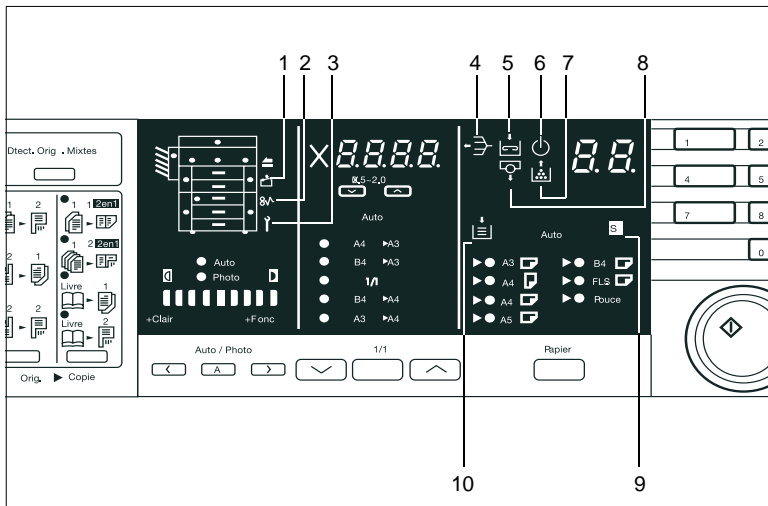 1 2 3 4 5 6 7 8
Dtect. Orig . Mixtes
X8.8.8.8.
8.8.
0.5~2.0
Auto
A4 ▶A3
B4 ▶A3
1/1
B4 ▶A4
A3 ▶A4
Auto
Photo
+Clair +Fonc
S
Auto
A3 B4
A4 FLS
A4 Pouce
A5
1 2 1 1 2en1
1 2 2en1
2 1 Livre 1
2 2 Livre 2
Orig. ▶ Copie
Auto / Photo 1/1 Papier
A
1 2
4 5
7 8
0
10 9